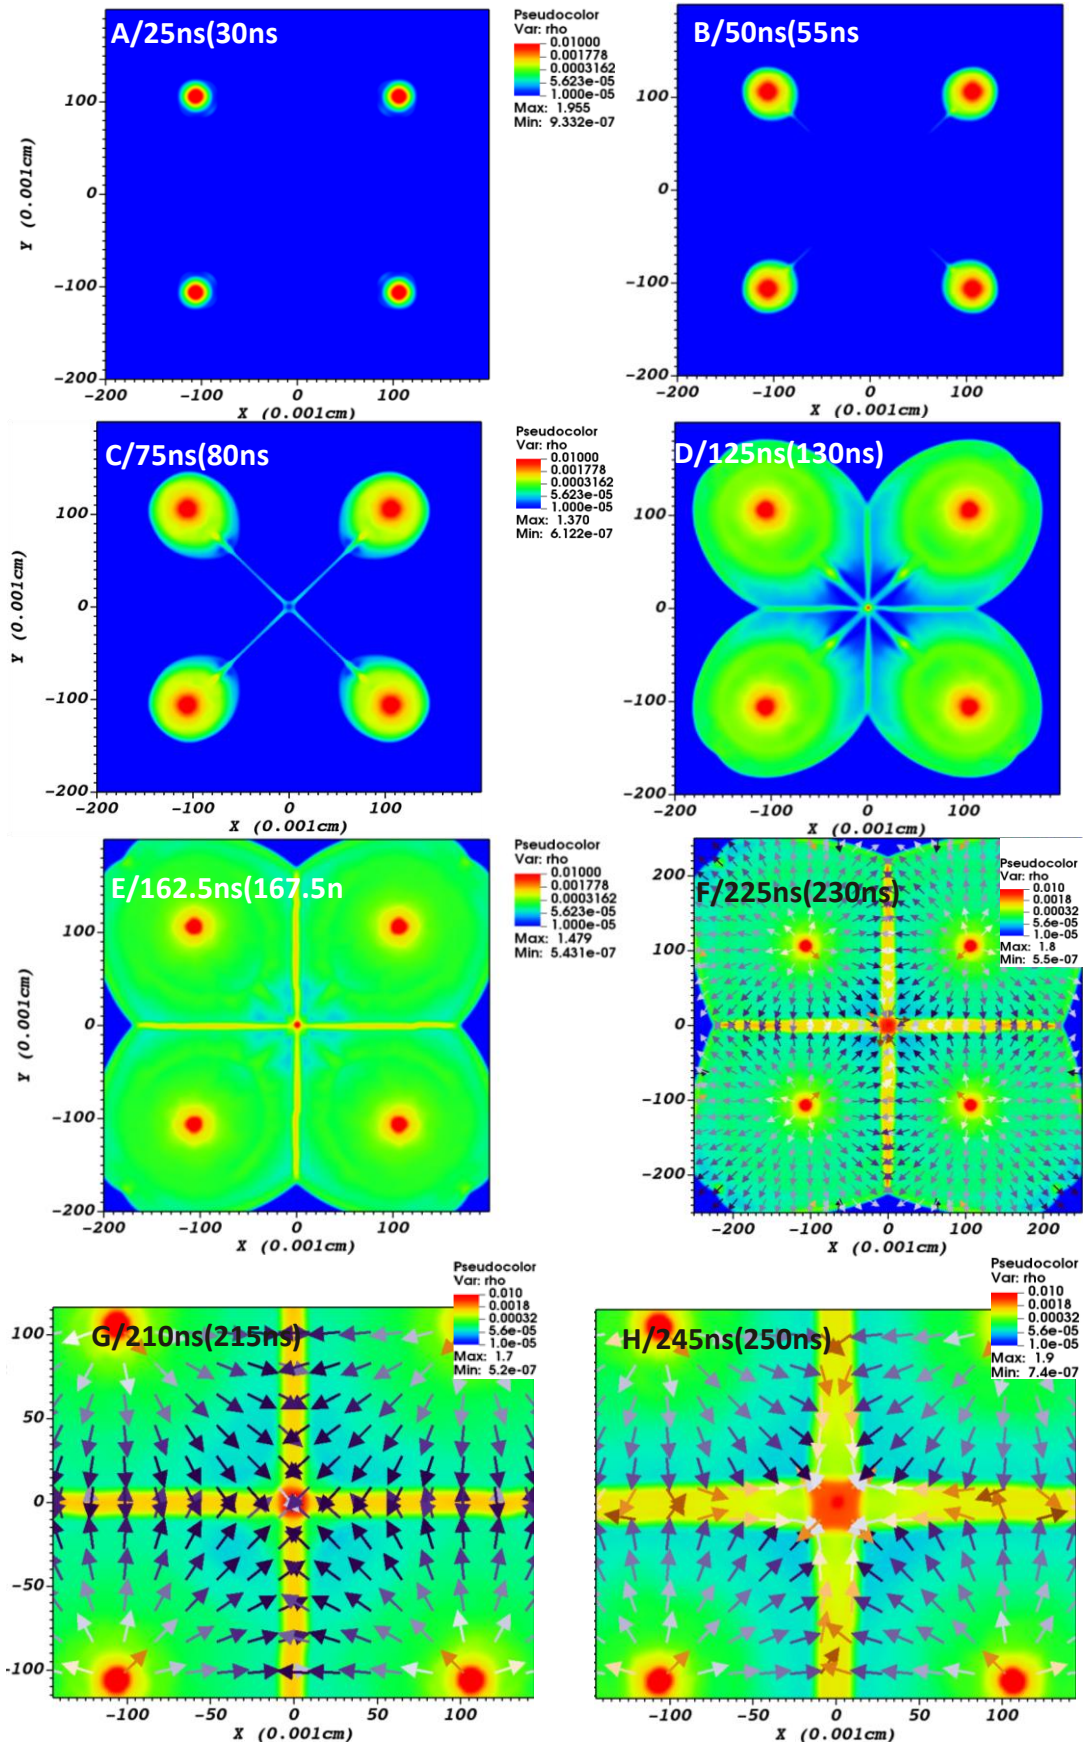 A/25ns(30ns
Pseudocolor
Var: rho
0.01000
0.001778
0.0003162
5.623e-05
1.000e-05
Max: 1.955
Min: 9.332e-07
100
0
-100
-200
Y (0.001cm)
-200 -100 0 100
X (0.001cm)
B/50ns(55ns
100
0
-100
-200
-200 -100 0 100
X (0.001cm)
C/75ns(80ns
Pseudocolor
Var: rho
0.01000
0.001778
0.0003162
5.623e-05
1.000e-05
Max: 1.370
Min: 6.122e-07
100
0
-100
-200
Y (0.001cm)
-200 -100 0 100
X (0.001cm)
D/125ns(130ns)
100
0
-100
-200
-200 -100 0 100
X (0.001cm)
E/162.5ns(167.5n
Pseudocolor
Var: rho
0.01000
0.001778
0.0003162
5.623e-05
1.000e-05
Max: 1.479
Min: 5.431e-07
100
0
-100
-200
Y (0.001cm)
-200 -100 0 100
X (0.001cm)
F/225ns(230ns)
Pseudocolor
Var: rho
0.010
0.0018
0.00032
5.6e-05
1.0e-05
Max: 1.8
Min: 5.5e-07
200
100
0
-100
-200
-200 -100 0 100 200
X (0.001cm)
G/210ns(215ns)
Pseudocolor
Var: rho
0.010
0.0018
0.00032
5.6e-05
1.0e-05
Max: 1.7
Min: 5.2e-07
100
50
0
-50
-100
-100 -50 0 50 100
X (0.001cm)
H/245ns(250ns)
Pseudocolor
Var: rho
0.010
0.0018
0.00032
5.6e-05
1.0e-05
Max: 1.9
Min: 7.4e-07
-100 -50 0 50 100
X (0.001cm)